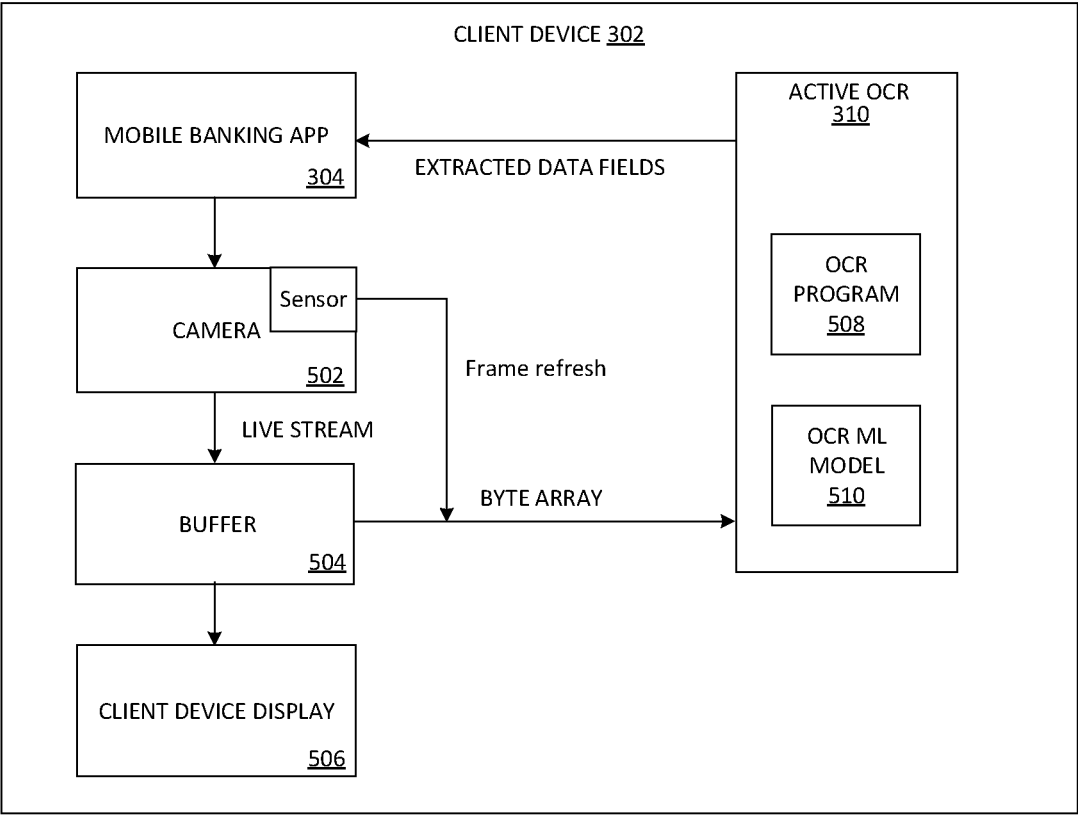 CLIENT DEVICE 302
MOBILE BANKING APP
304
EXTRACTED DATA FIELDS
ACTIVE OCR
310
Sensor
CAMERA
502
Frame refresh
OCR
PROGRAM
508
LIVE STREAM
OCR ML
MODEL
510
BUFFER
504
BYTE ARRAY
CLIENT DEVICE DISPLAY
506